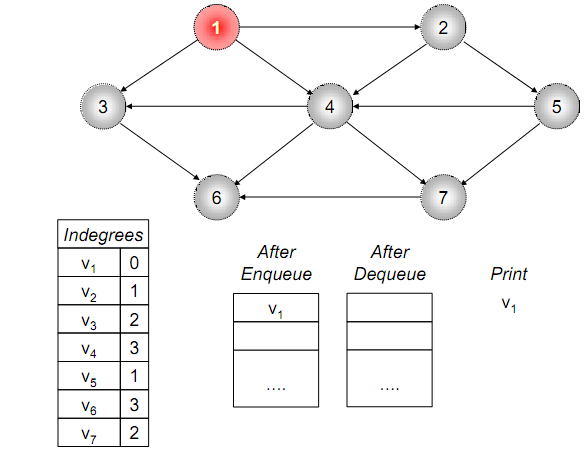 1
2
3
4
5
6
7
Indegrees
v1 0
v2 1
v3 2
v4 3
v5 1
v6 3
v7 2
After
Enqueue
v1
....
After
Dequeue
....
Print
v1